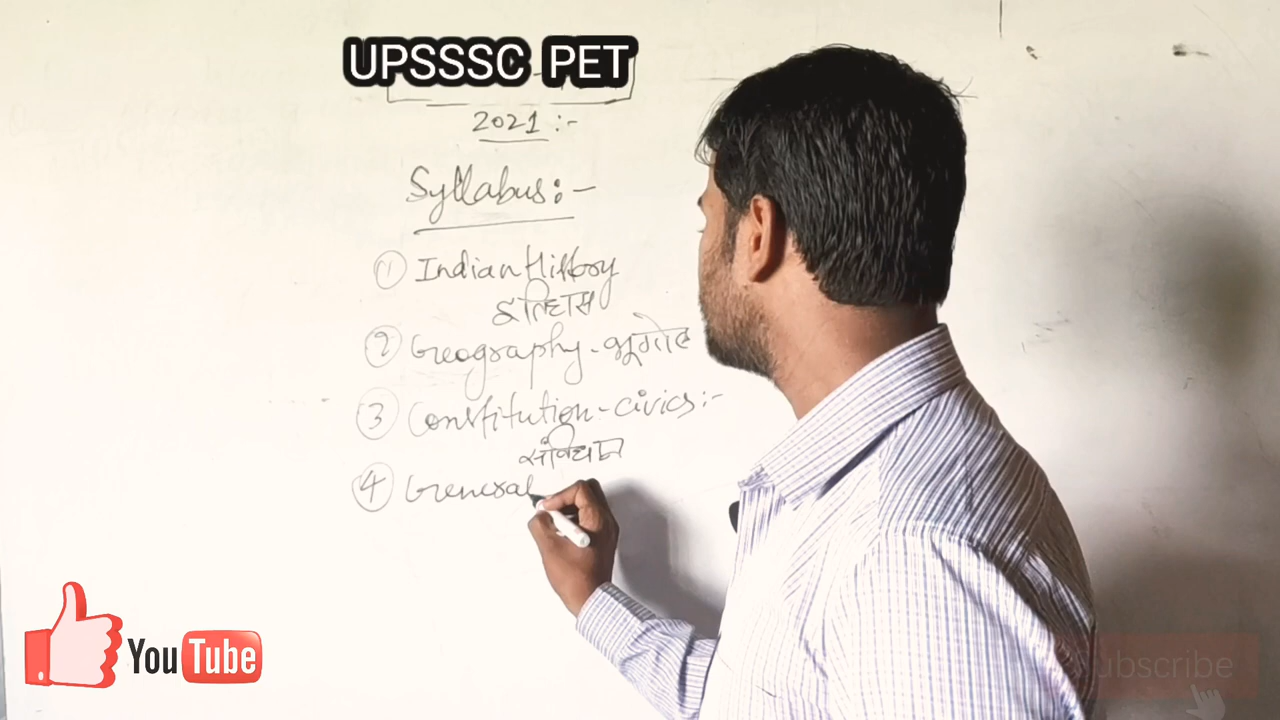 UPSSSC PET
2021:-
Syllabus:-
① Indian History
इतिहास
② Geography - भूगोल
③ Constitution - civics:-
संविधान
④ General
YouTube
Subscribe